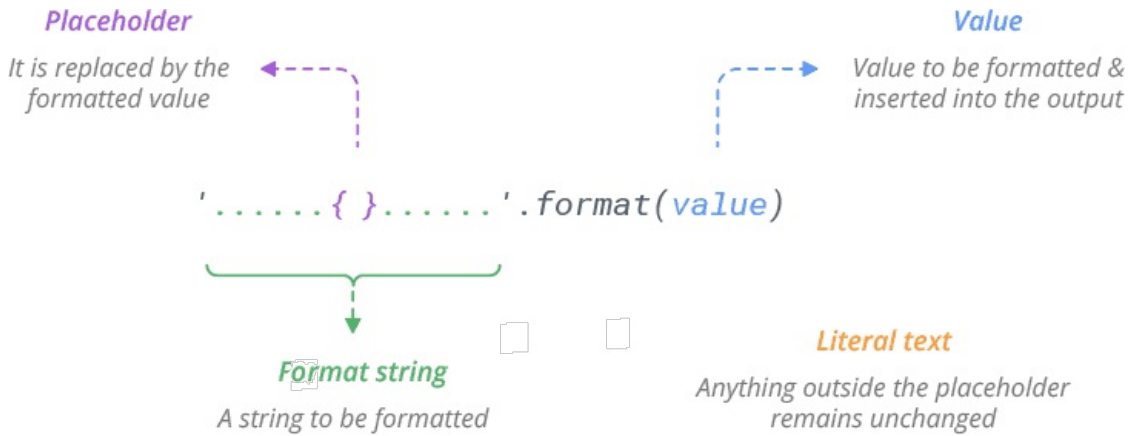 Placeholder
It is replaced by the
formatted value
Value
Value to be formatted &
inserted into the output
'......{ }......'.format(value)
Format string
A string to be formatted
Literal text
Anything outside the placeholder
remains unchanged